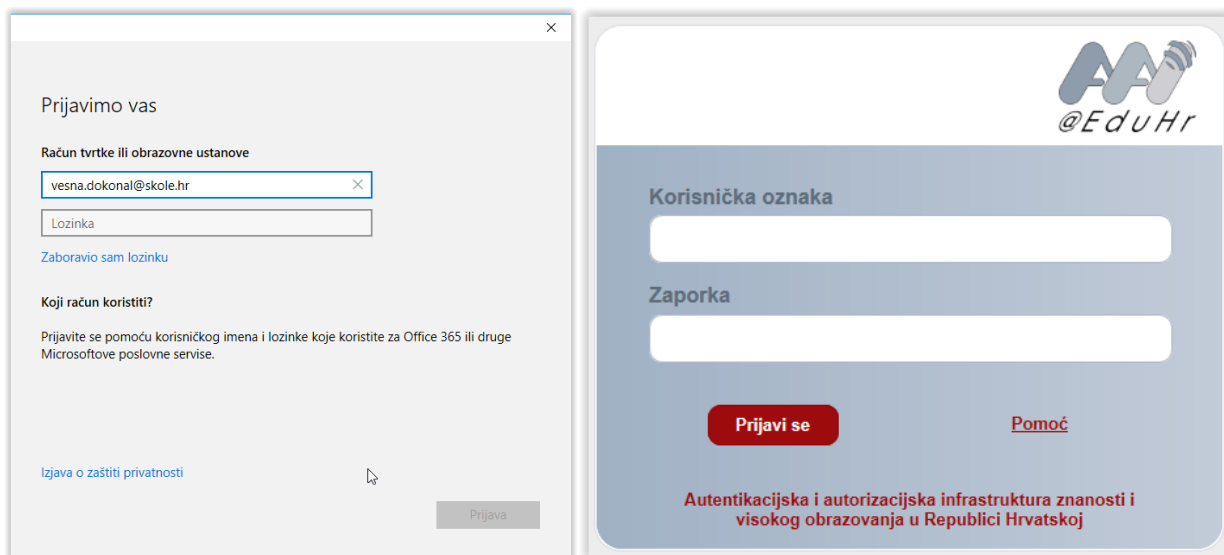 Prijavimo vas
Račun tvrtke ili obrazovne ustanove
vesna.dokonal@skole.hr
Lozinka
Zaboravio sam lozinku
Koji račun koristiti?
Prijavite se pomoću korisničkog imena i lozinke koje koristite za Office 365 ili druge
Microsoftove poslovne servise.
Izjava o zaštiti privatnosti
Prijava
AAI
@EduHr
Korisnička oznaka
Zaporka
Prijavi se
Pomoć
Autentikacijska i autorizacijska infrastruktura znanosti i
visokog obrazovanja u Republici Hrvatskoj